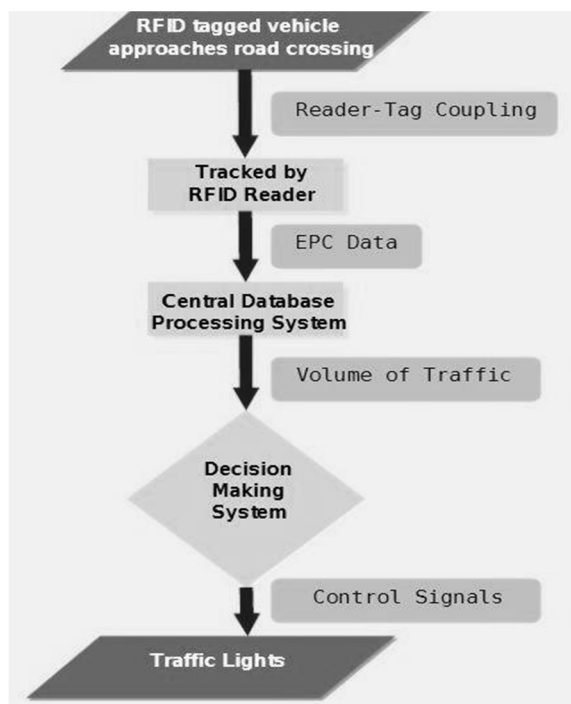 RFID tagged vehicle
approaches road crossing
Reader-Tag Coupling
Tracked by
RFID Reader
EPC Data
Central Database
Processing System
Volume of Traffic
Decision
Making
System
Control Signals
Traffic Lights